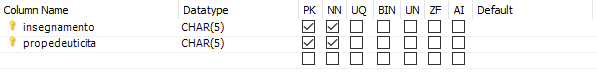 Column Name Datatype PK NN UQ BIN UN ZF AI Default
insegnamento CHAR(5)
propedeuticita CHAR(5)